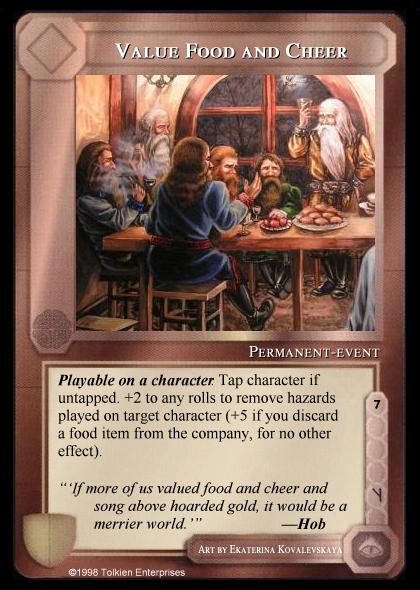 Value Food and Cheer
Permanent-event
Playable on a character. Tap character if
untapped. +2 to any rolls to remove hazards
played on target character (+5 if you discard
a food item from the company, for no other
effect).
7
“‘If more of us valued food and cheer and
song above hoarded gold, it would be a
merrier world.’” —Hob
Art by Ekaterina Kovalevskaya
©1998 Tolkien Enterprises